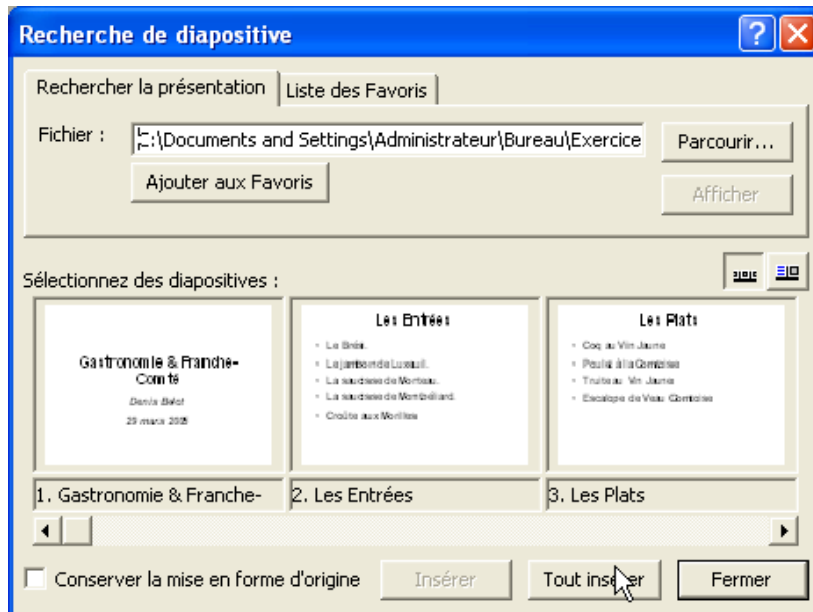 Recherche de diapositive
Rechercher la présentation
Liste des Favoris
Fichier :
C:\Documents and Settings\Administrateur\Bureau\Exercice
Parcourir...
Ajouter aux Favoris
Afficher
Sélectionnez des diapositives :
Gastronomie & Franche-
Comté
Denis Belot
29 mars 2005
Les Entrées
Le Brési.
Le jambon de Luxeuil.
La saucisse de Morteau.
La saucisse de Montbéliard.
Croûte aux Morilles
Les Plats
Coq au Vin Jaune
Poulet à la Comtoise
Truite au Vin Jaune
Escalope de Veau Comtoise
1. Gastronomie & Franche-
2. Les Entrées
3. Les Plats
Conserver la mise en forme d'origine
Insérer
Tout insérer
Fermer